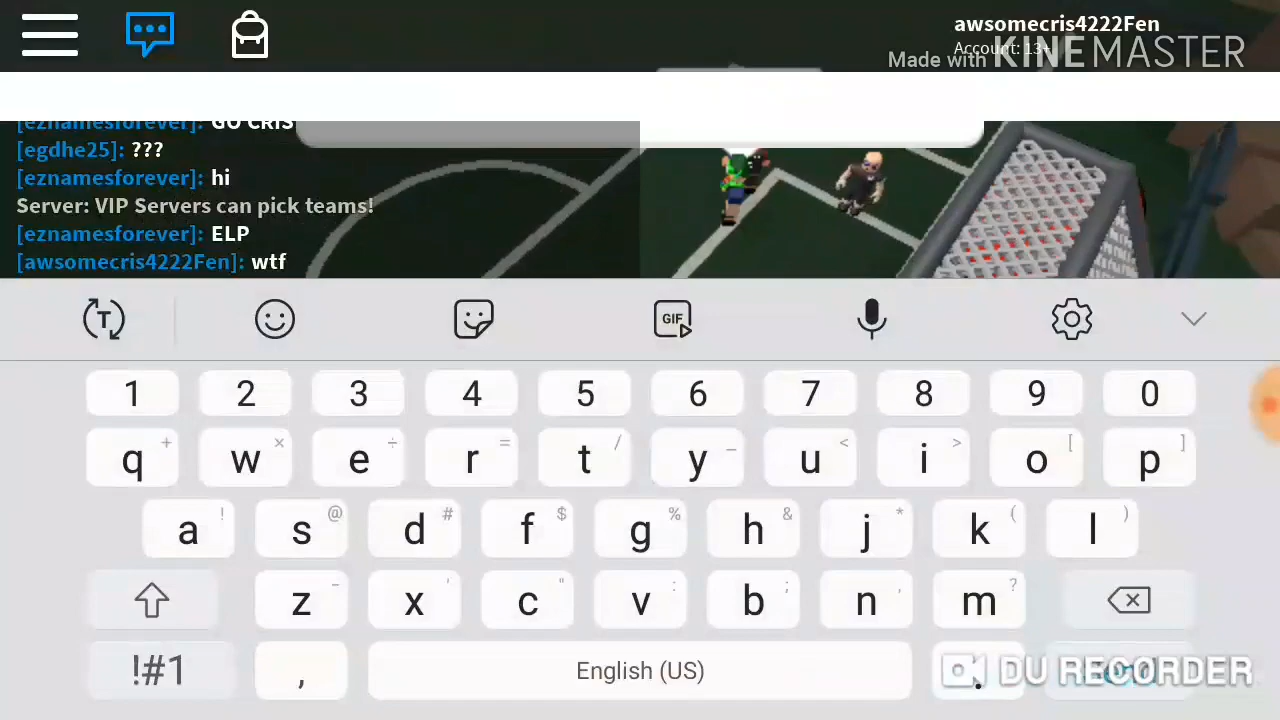 awsomecris4222Fen
Account: 13+
Made with KINEMASTER
[eznamesforever]: GO CRIS
[egdhe25]: ???
[eznamesforever]: hi
Server: VIP Servers can pick teams!
[eznamesforever]: ELP
[awsomecris4222Fen]: wtf
T GIF
1 2 3 4 5 6 7 8 9 0
q + w × e ÷ r = t / y _ u < i > o [ p ]
a ! s @ d # f $ g % h & j * k ( l )
z - x ' c " v : b ; n , m ?
!#1 , English (US) .
DU RECORDER